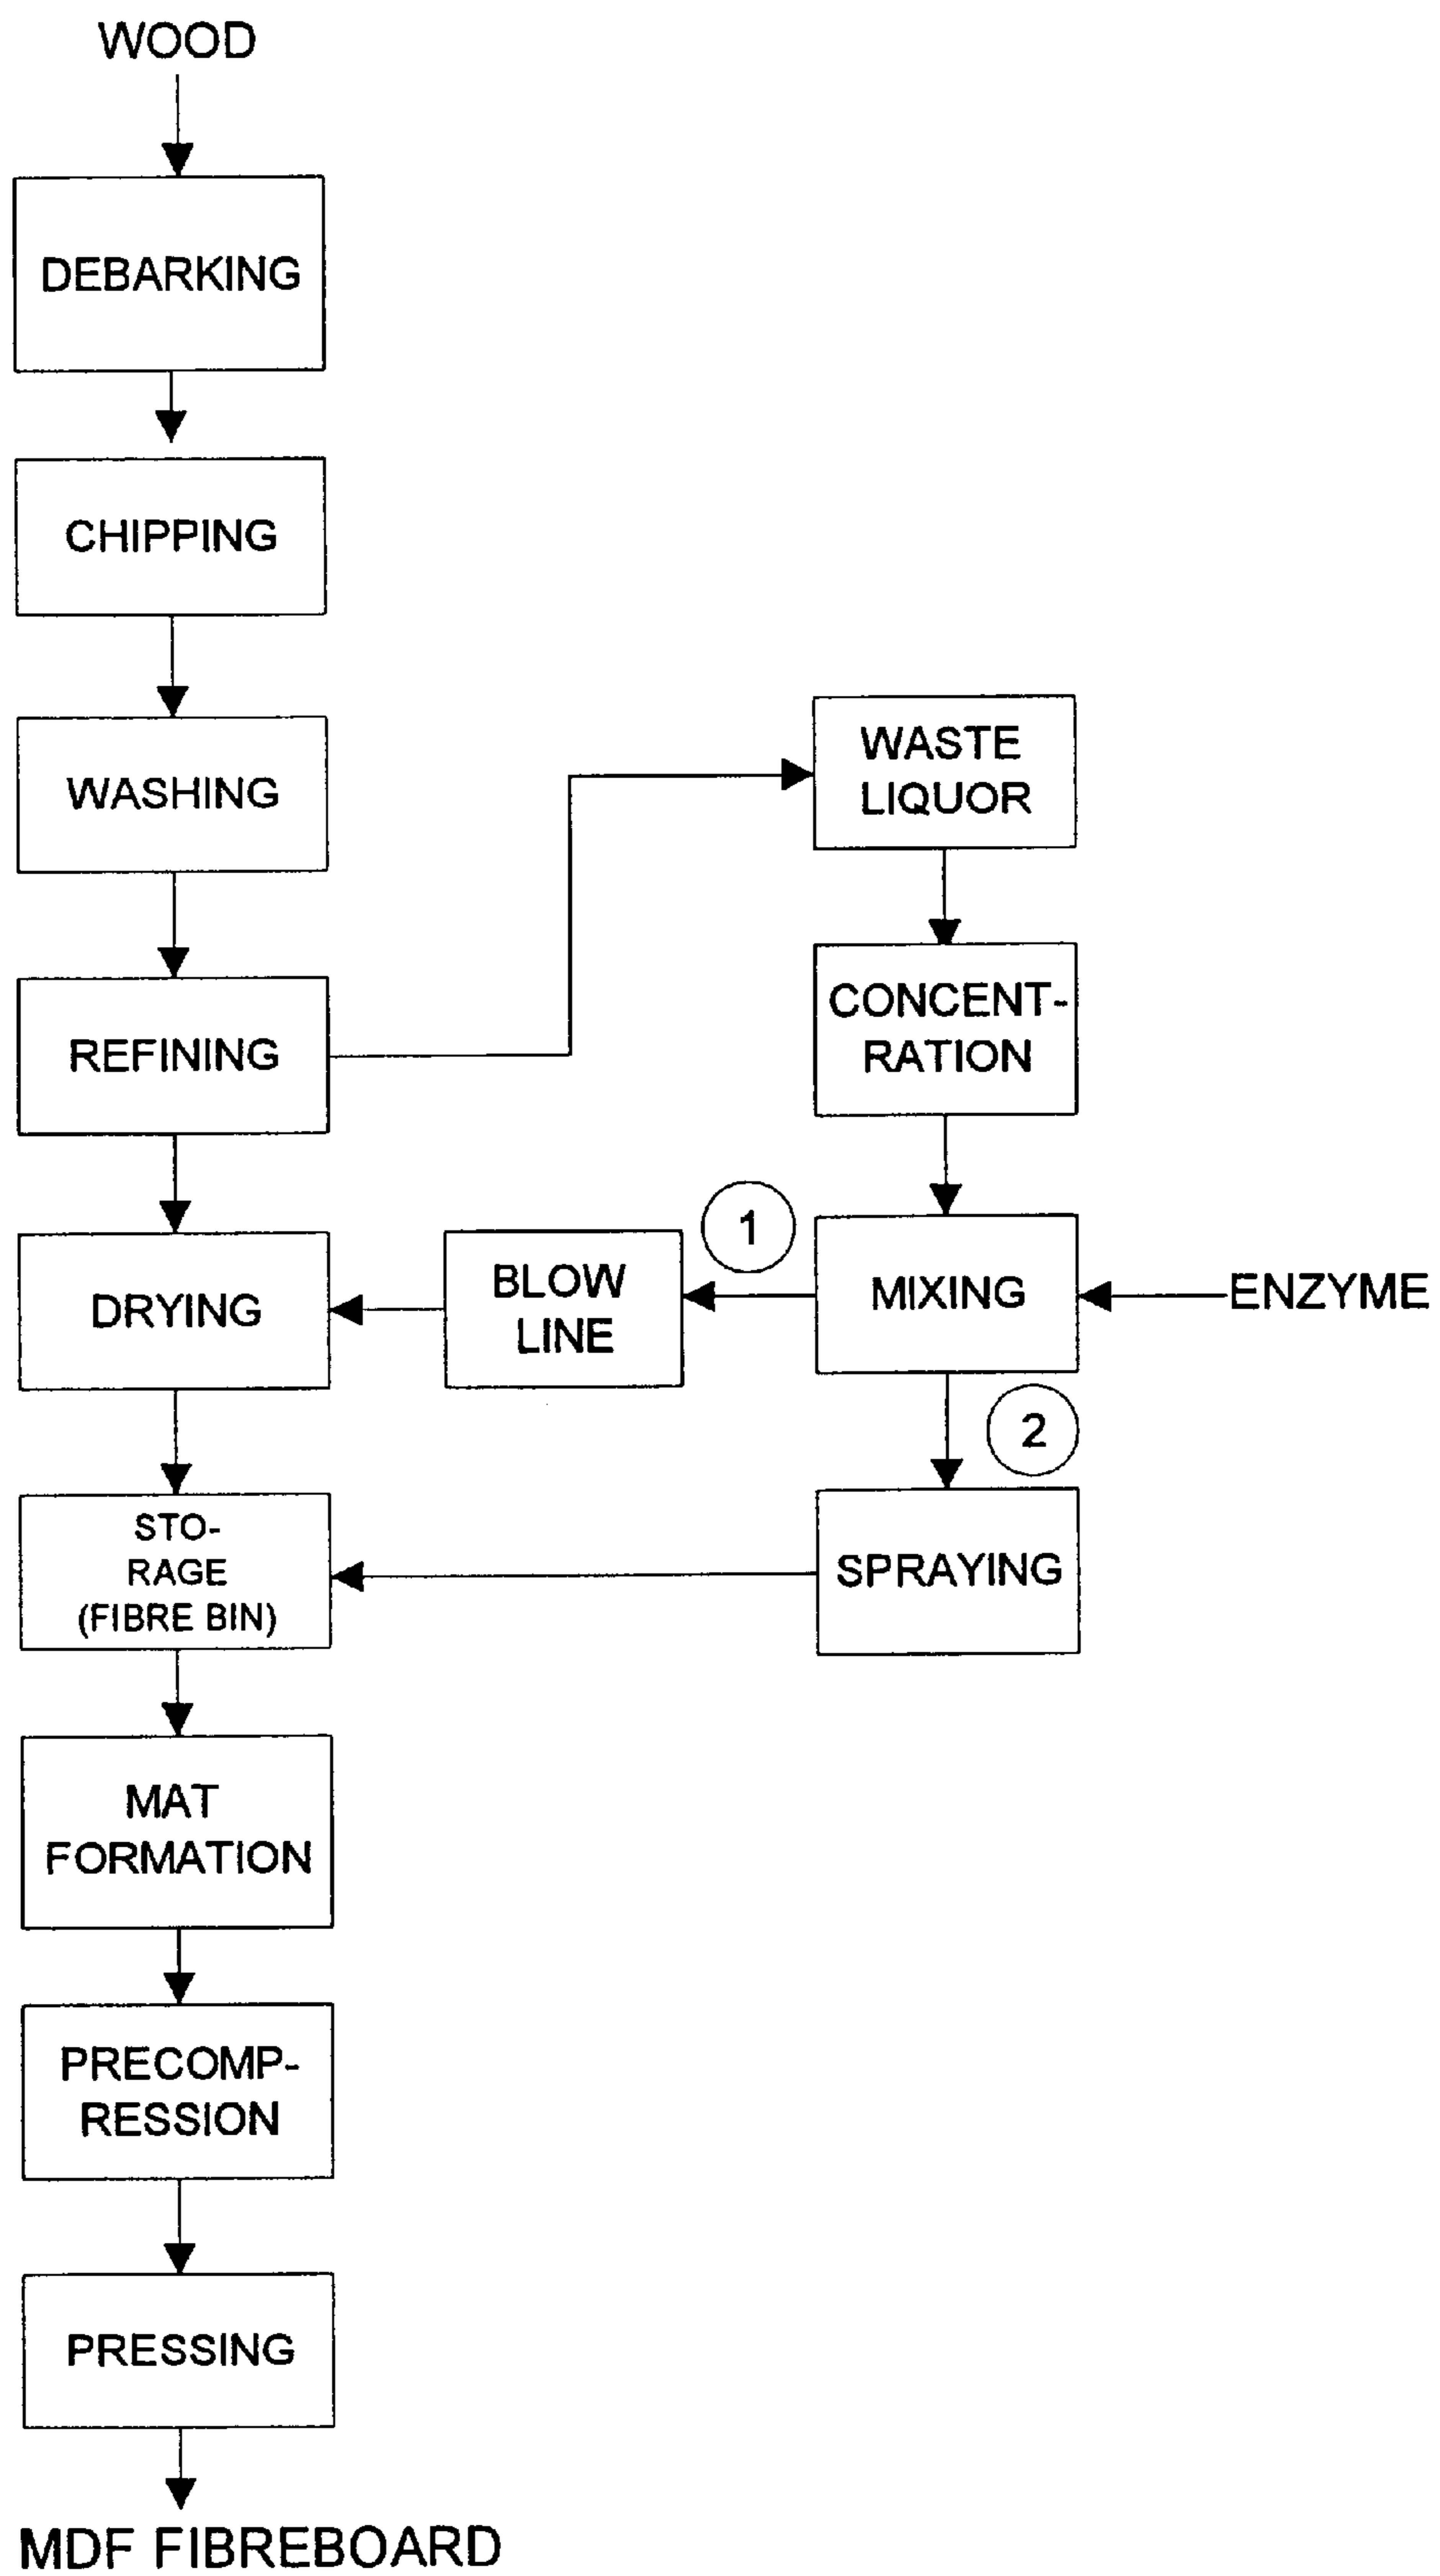 WOOD
DEBARKING
CHIPPING
WASHING
WASTE
LIQUOR
REFINING
CONCENT-
RATION
DRYING
BLOW
LINE
1
MIXING
ENZYME
2
STO-
RAGE
(FIBRE BIN)
SPRAYING
MAT
FORMATION
PRECOMP-
RESSION
PRESSING
MDF FIBREBOARD